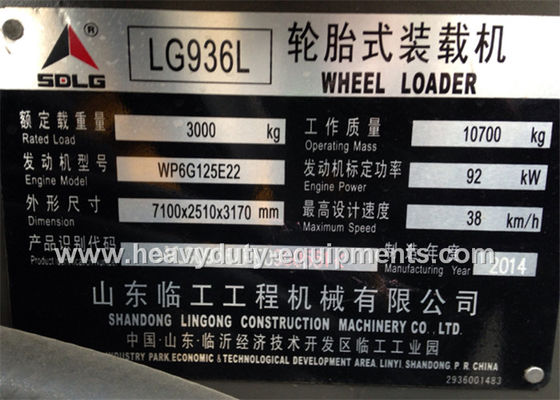 ® LG936L 轮胎式装载机
SDLG WHEEL LOADER
额定载重量 3000 kg 工作质量 10700 kg
Rated Load Operating Mass
发动机型号 WP6G125E22 发动机标定功率 92 kW
Engine Model Engine Power
外形尺寸 7100x2510x3170 mm 最高设计速度 38 km/h
Dimension Maximum Speed
产品识别代码 制造年度 2014
Product Manufacturing Year
www.heavyduty-equipments.com
山东临工工程机械有限公司
SHANDONG LINGONG CONSTRUCTION MACHINERY CO., LTD.
中国·山东·临沂经济技术开发区临工工业园
INDUSTRY PARK ECONOMIC & TECHNOLOGICAL DEVELOPMENT AREA, LINYI, SHANDONG, P. R. CHINA
2936001483